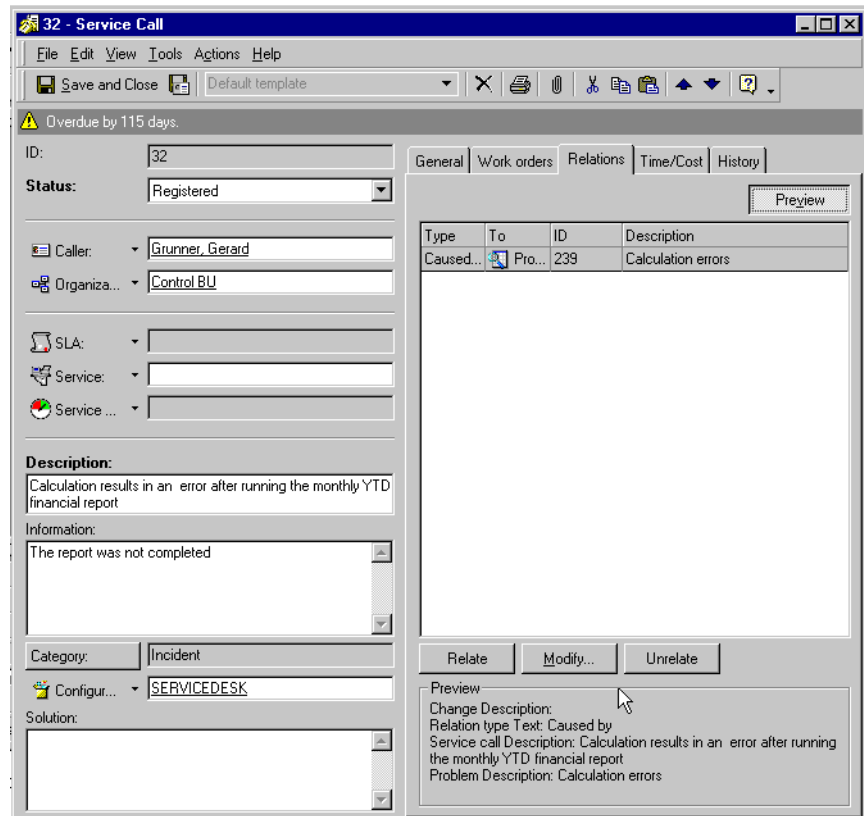 32 - Service Call
File Edit View Tools Actions Help
Save and Close Default template
Overdue by 115 days.
ID: 32
Status: Registered
Caller: Grunner, Gerard
Organiza... Control BU
SLA:
Service:
Service ...
Description:
Calculation results in an error after running the monthly YTD
financial report
Information:
The report was not completed
Category: Incident
Configur... SERVICEDESK
Solution:
General Work orders Relations Time/Cost History
Preview
Type To ID Description
Caused... Pro... 239 Calculation errors
Relate Modify... Unrelate
Preview
Change Description:
Relation type Text: Caused by
Service call Description: Calculation results in an error after running
the monthly YTD financial report
Problem Description: Calculation errors